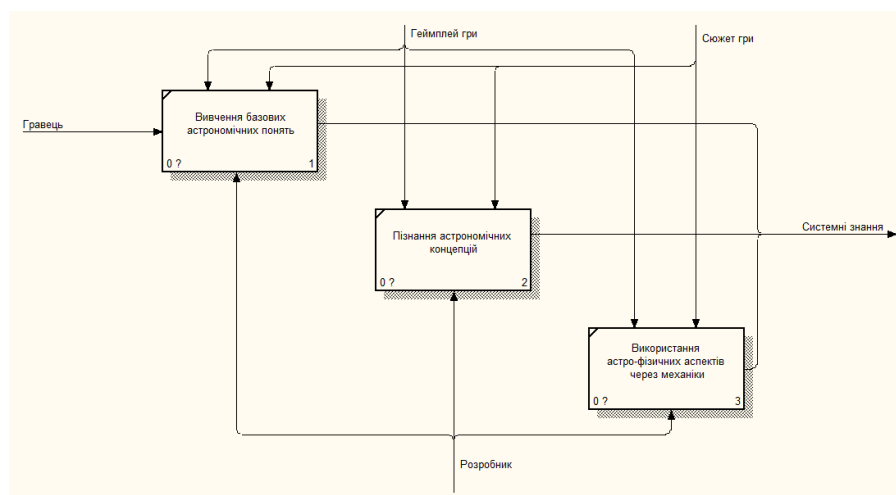 Геймплей гри
Сюжет гри
Вивчення базових
астрономічних понять
Гравець
0 ?
1
Пізнання астрономічних
концепцій
Системні знання
0 ?
2
Використання
астро-фізичних аспектів
через механіки
0 ?
3
Розробник